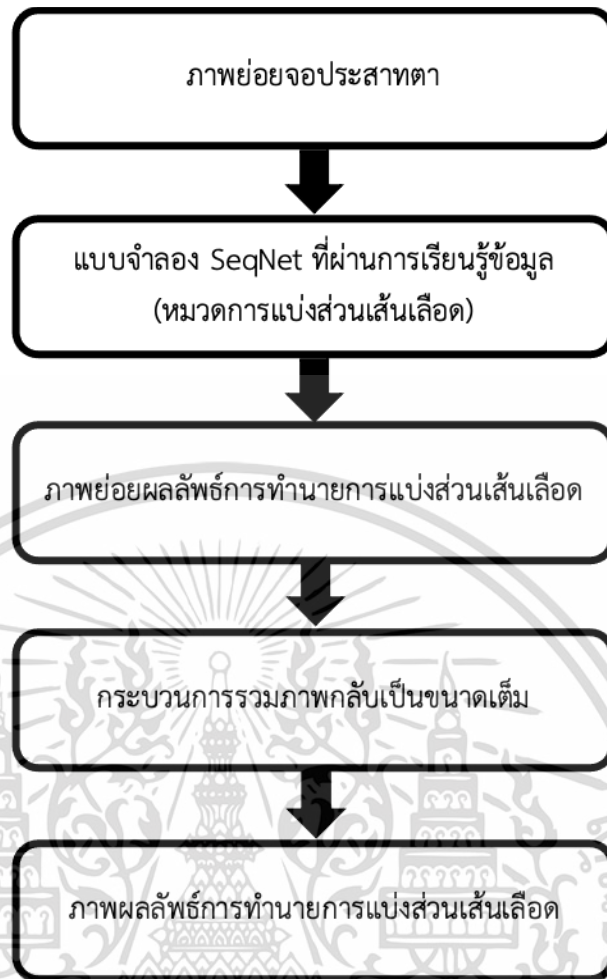 ภาพย่อยจอประสาทตา
แบบจำลอง SeqNet ที่ผ่านการเรียนรู้ข้อมูล
(หมวดการแบ่งส่วนเส้นเลือด)
ภาพย่อยผลลัพธ์การทำนายการแบ่งส่วนเส้นเลือด
กระบวนการรวมภาพกลับเป็นขนาดเต็ม
ภาพผลลัพธ์การทำนายการแบ่งส่วนเส้นเลือด